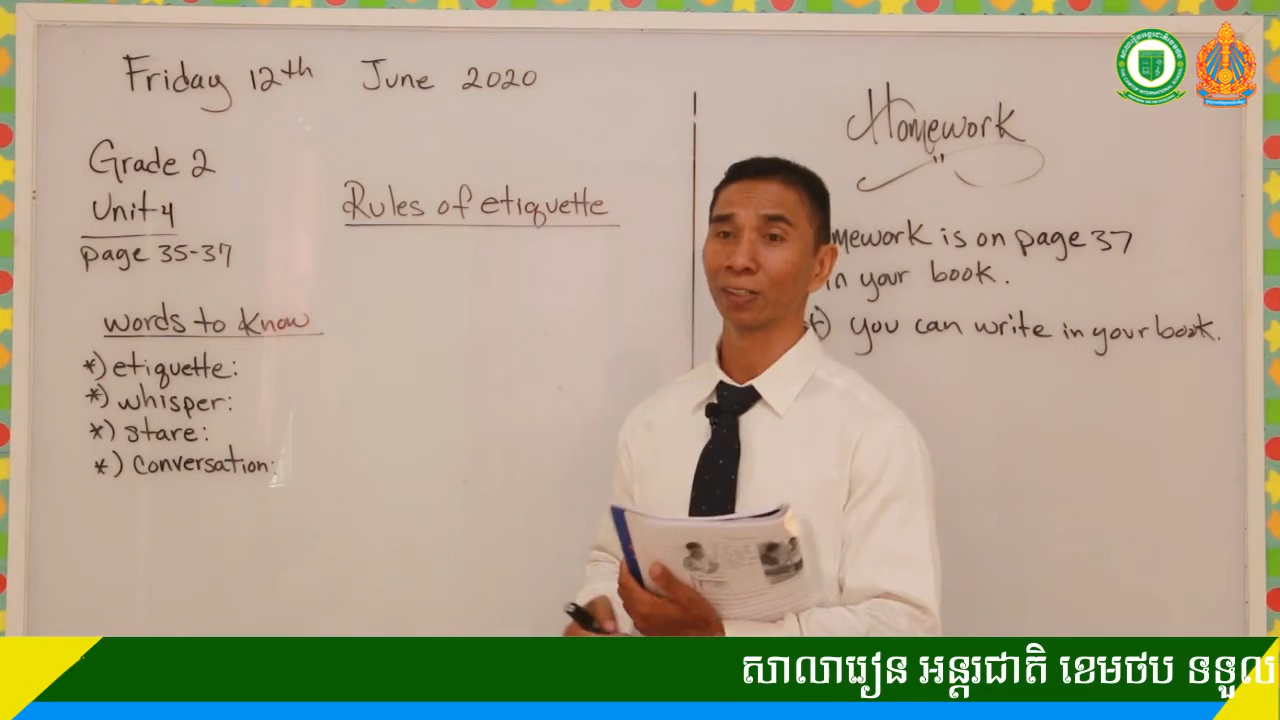 Friday 12th June 2020
Grade 2
Unit 4
page 35-37
Rules of etiquette
words to know
*) etiquette:
*) whisper:
*) stare:
*) Conversation:
Homework
mework is on page 37
in your book.
t) you can write in your book.
សាលារៀន អន្តរជាតិ ខេមថប ទទួល